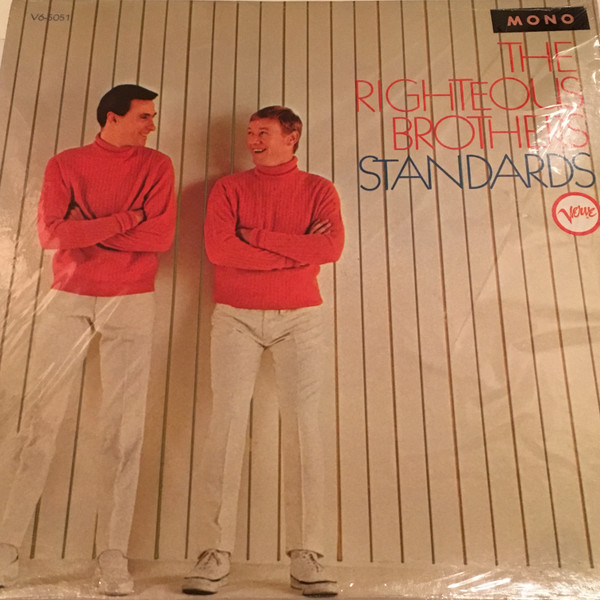 V6-5051
MONO
THE
RIGHTEOUS
BROTHERS
STANDARDS
Verve